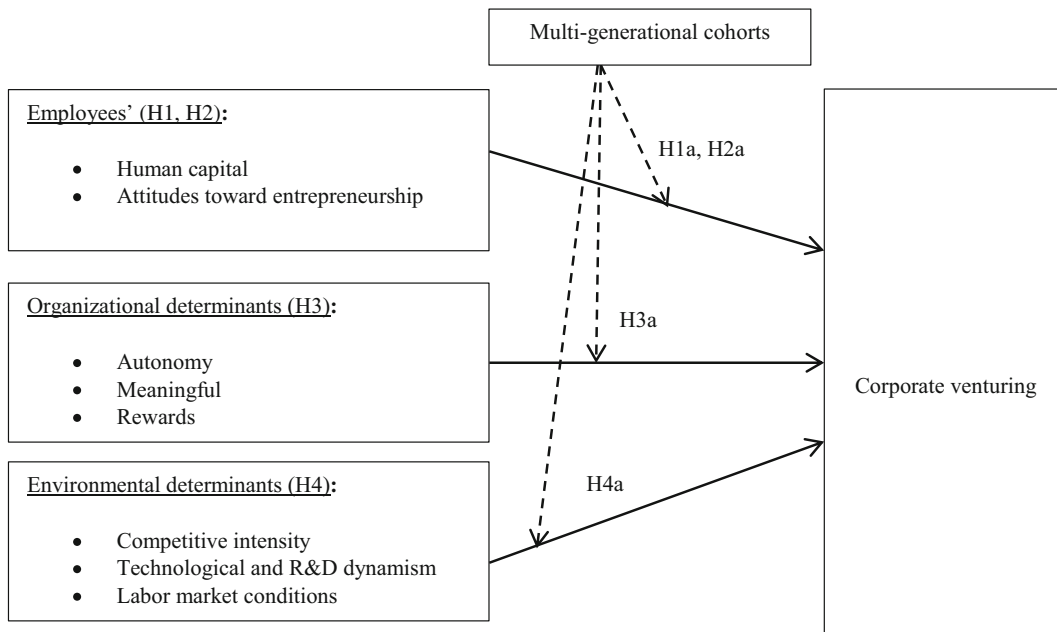 Multi-generational cohorts
Employees’ (H1, H2):
• Human capital
• Attitudes toward entrepreneurship
H1a, H2a
Organizational determinants (H3):
• Autonomy
• Meaningful
• Rewards
H3a
Corporate venturing
Environmental determinants (H4):
• Competitive intensity
• Technological and R&D dynamism
• Labor market conditions
H4a